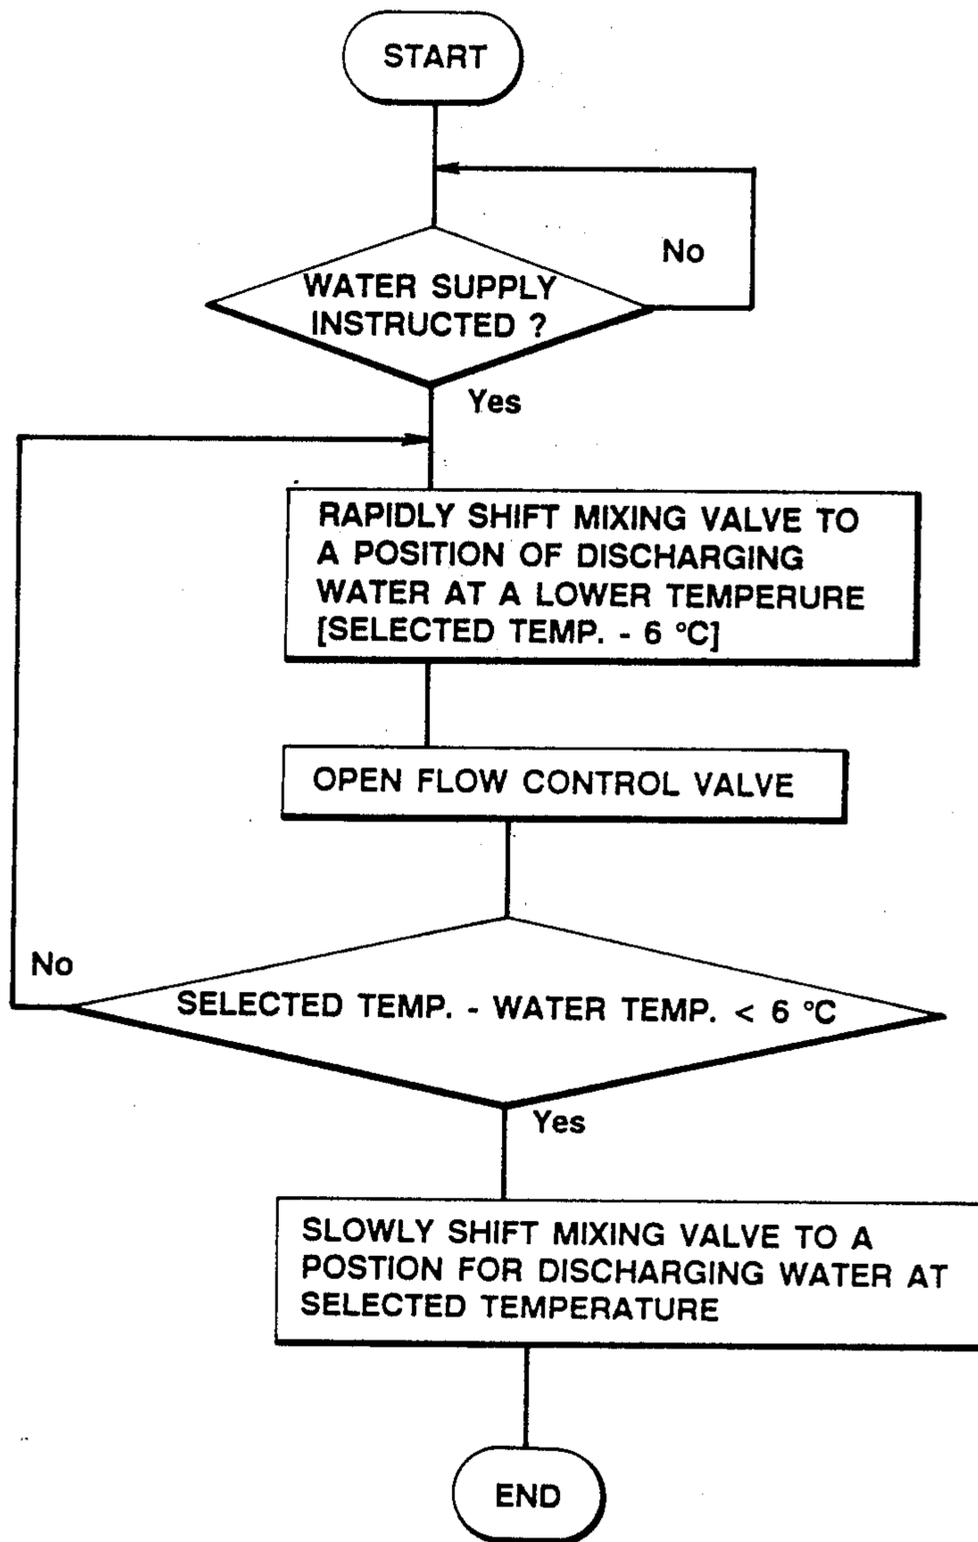 START
No
WATER SUPPLY
INSTRUCTED ?
Yes
RAPIDLY SHIFT MIXING VALVE TO
A POSITION OF DISCHARGING
WATER AT A LOWER TEMPERURE
[SELECTED TEMP. - 6 °C]
OPEN FLOW CONTROL VALVE
No
SELECTED TEMP. - WATER TEMP. < 6 °C
Yes
SLOWLY SHIFT MIXING VALVE TO A
POSTION FOR DISCHARGING WATER AT
SELECTED TEMPERATURE
END